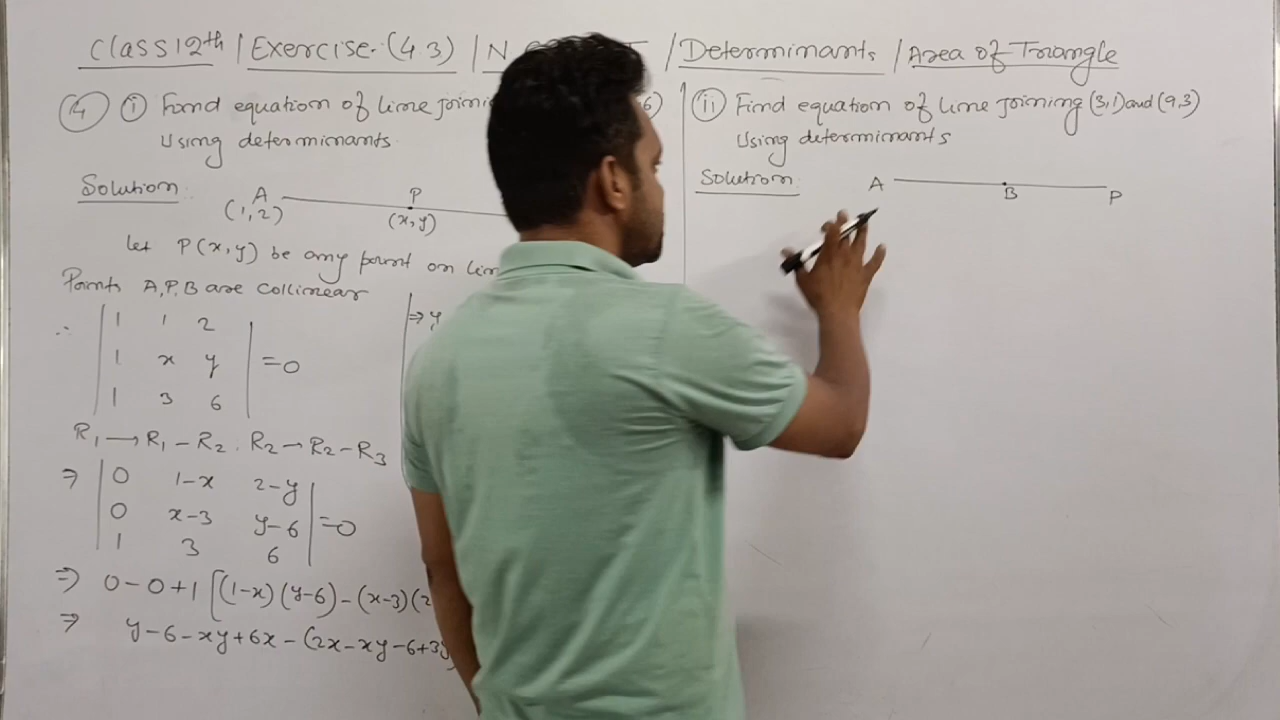 Class 12th / Exercise.(4.3) / N / Determinants / Area of Triangle
4 i Find equation of line joini 6)
Using determinants.
Solution
A P
(1,2) (x,y)
let P(x,y) be any point on lin
Points A,P,B are Collinear
∴ | 1 1 2 |
| 1 x y | =0
| 1 3 6 |
⇒ y
R₁→R₁-R₂. R₂→R₂-R₃
⇒ | 0 1-x 2-y |
| 0 x-3 y-6 | =0
| 1 3 6 |
⇒ 0-0+1[(1-x)(y-6)-(x-3)(2
⇒ y-6-xy+6x-(2x-xy-6+3y)
ii Find equation of line joining (3,1) and (9,3)
Using determinants
Solution
A B P